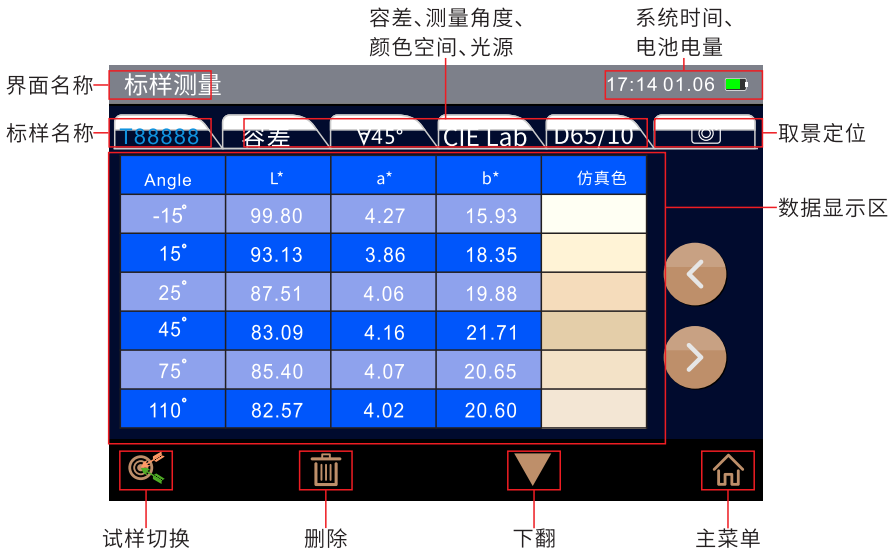 容差、测量角度、
颜色空间、光源
系统时间、
电池电量
界面名称
标样测量
17:14 01.06
标样名称
T88888
容差
∀45°
CIE Lab
D65/10
取景定位
Angle L* a* b* 仿真色
-15° 99.80 4.27 15.93
15° 93.13 3.86 18.35
25° 87.51 4.06 19.88
45° 83.09 4.16 21.71
75° 85.40 4.07 20.65
110° 82.57 4.02 20.60
数据显示区
试样切换
删除
下翻
主菜单